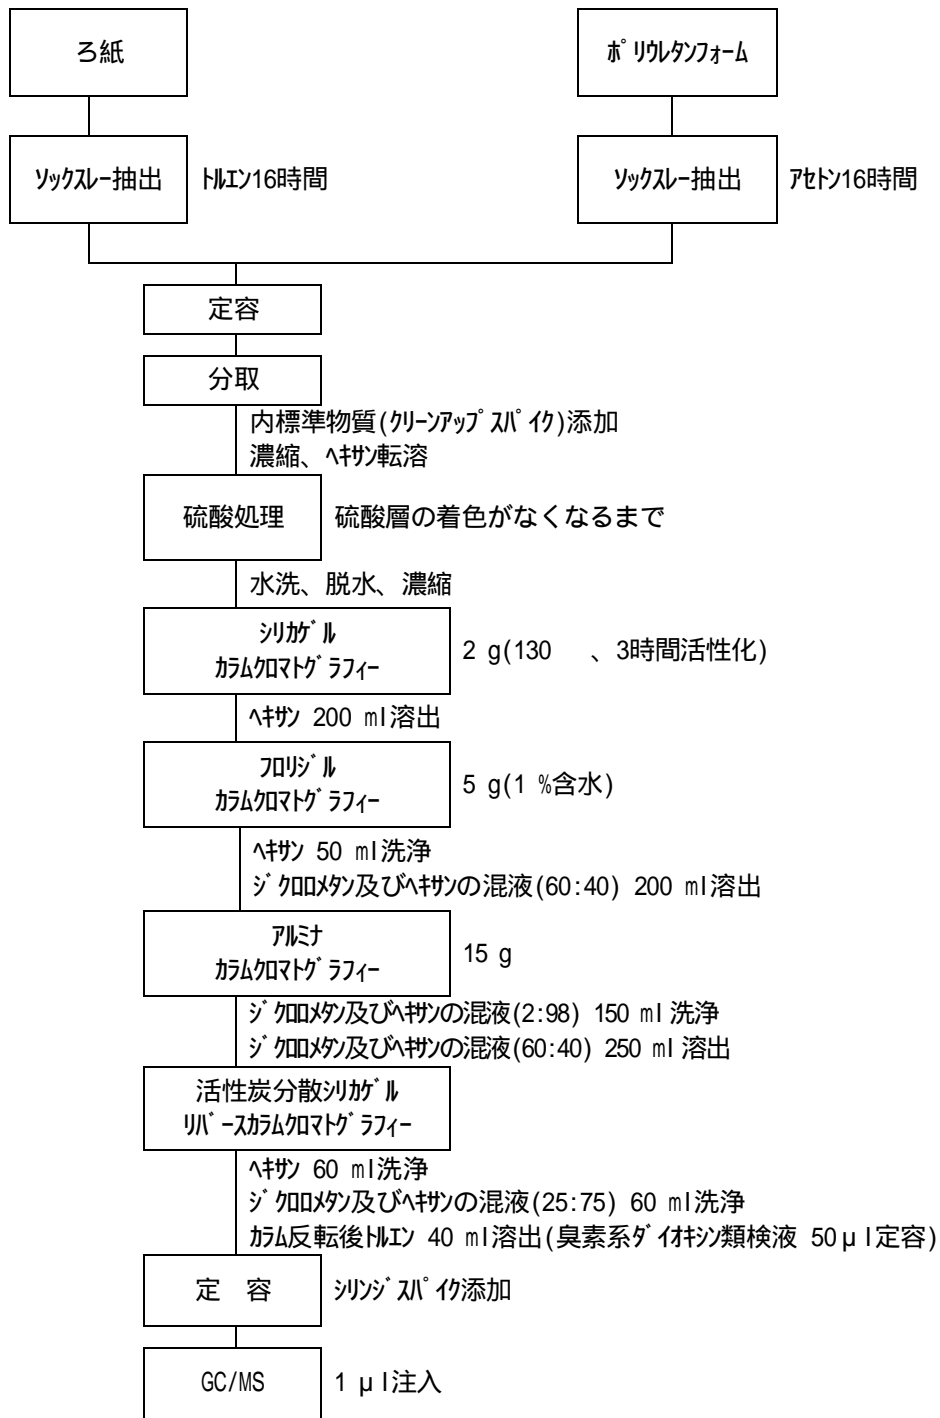 ろ紙
ﾎﾟﾘｳﾚﾀﾝﾌｫｰﾑ
ｿｯｸｽﾚｰ抽出
ﾄﾙｴﾝ16時間
ｿｯｸｽﾚｰ抽出
ｱｾﾄﾝ16時間
定容
分取
内標準物質(ｸﾘｰﾝｱｯﾌﾟｽﾊﾟｲｸ)添加
濃縮、ﾍｷｻﾝ転溶
硫酸処理
硫酸層の着色がなくなるまで
水洗、脱水、濃縮
ｼﾘｶｹﾞﾙ
ｶﾗﾑｸﾛﾏﾄｸﾞﾗﾌｨｰ
2 g(130　、3時間活性化)
ﾍｷｻﾝ 200 ml溶出
ﾌﾛﾘｼﾞﾙ
ｶﾗﾑｸﾛﾏﾄｸﾞﾗﾌｨｰ
5 g(1 %含水)
ﾍｷｻﾝ 50 ml洗浄
ｼﾞｸﾛﾛﾒﾀﾝ及びﾍｷｻﾝの混液(60:40) 200 ml溶出
ｱﾙﾐﾅ
ｶﾗﾑｸﾛﾏﾄｸﾞﾗﾌｨｰ
15 g
ｼﾞｸﾛﾛﾒﾀﾝ及びﾍｷｻﾝの混液(2:98) 150 ml 洗浄
ｼﾞｸﾛﾛﾒﾀﾝ及びﾍｷｻﾝの混液(60:40) 250 ml 溶出
活性炭分散ｼﾘｶｹﾞﾙ
ﾘﾊﾞｰｽｶﾗﾑｸﾛﾏﾄｸﾞﾗﾌｨｰ
ﾍｷｻﾝ 60 ml洗浄
ｼﾞｸﾛﾛﾒﾀﾝ及びﾍｷｻﾝの混液(25:75) 60 ml洗浄
ｶﾗﾑ反転後ﾄﾙｴﾝ 40 ml溶出(臭素系ﾀﾞｲｵｷｼﾝ類検液 50μl定容)
定　容
ｼﾘﾝｼﾞｽﾊﾟｲｸ添加
GC/MS
1 μl注入